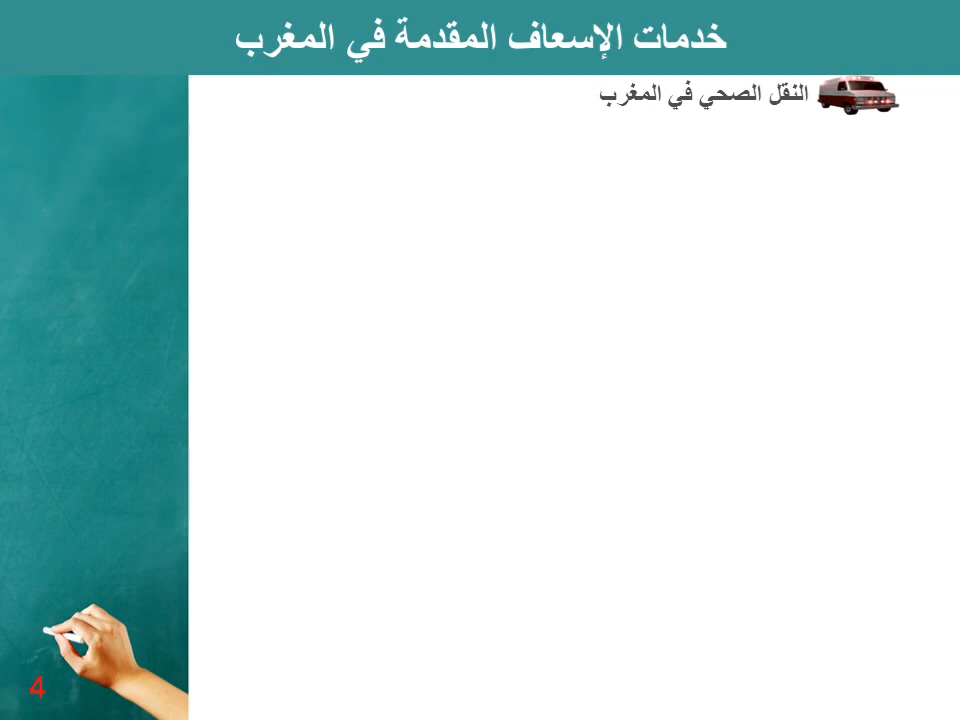 خدمات الإسعاف المقدمة في المغرب
النقل الصحي في المغرب
4